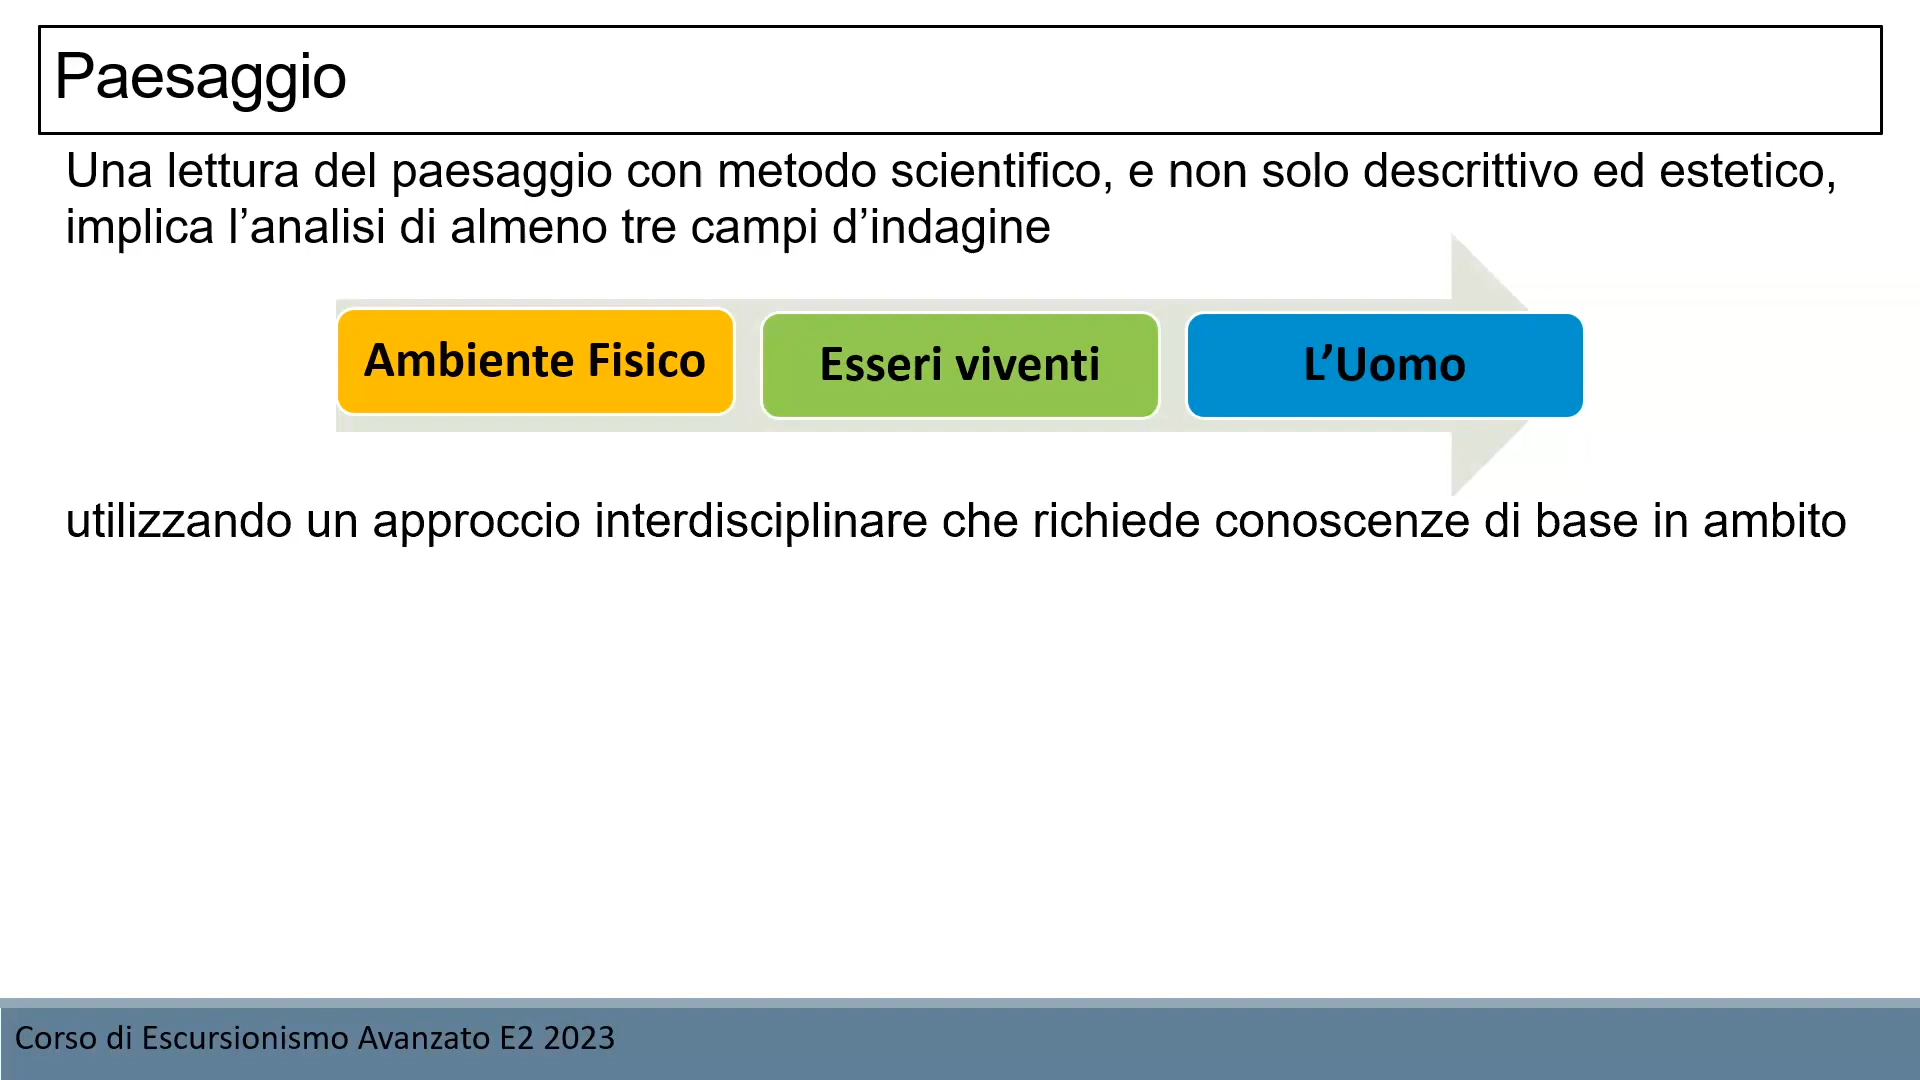 Paesaggio
Una lettura del paesaggio con metodo scientifico, e non solo descrittivo ed estetico,
implica l’analisi di almeno tre campi d’indagine
Ambiente Fisico
Esseri viventi
L’Uomo
utilizzando un approccio interdisciplinare che richiede conoscenze di base in ambito
Corso di Escursionismo Avanzato E2 2023